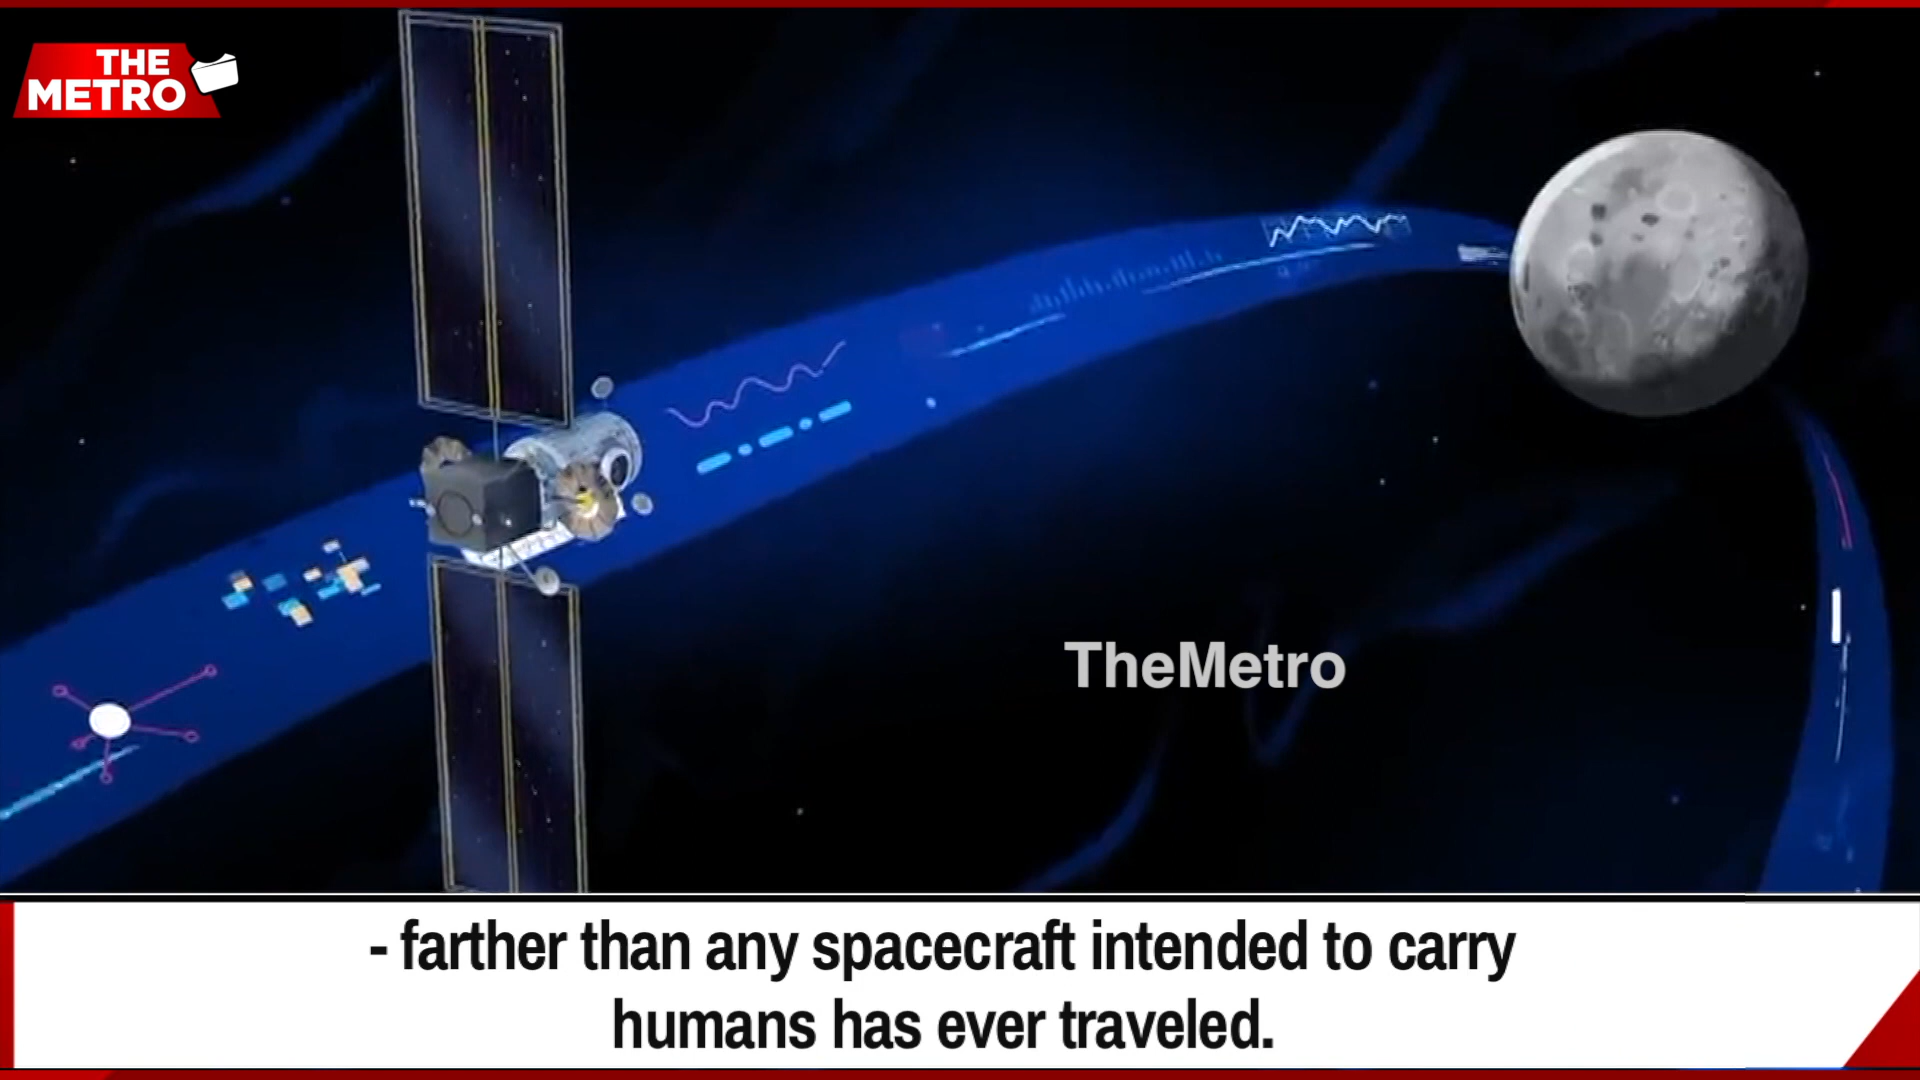 THE
METRO
TheMetro
- farther than any spacecraft intended to carry
humans has ever traveled.